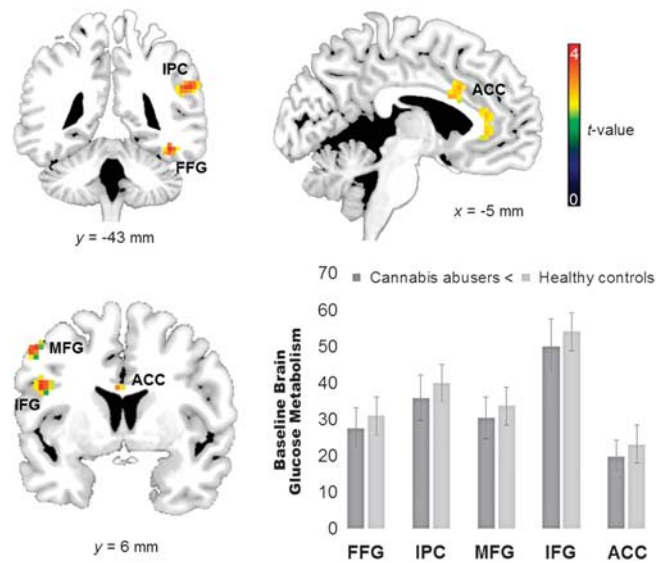 IPC
FFG
y = -43 mm
ACC
x = -5 mm
4
t-value
0
MFG
IFG
ACC
y = 6 mm
Cannabis abusers < Healthy controls
Baseline Brain
Glucose Metabolism
70
60
50
40
30
20
10
0
FFG IPC MFG IFG ACC